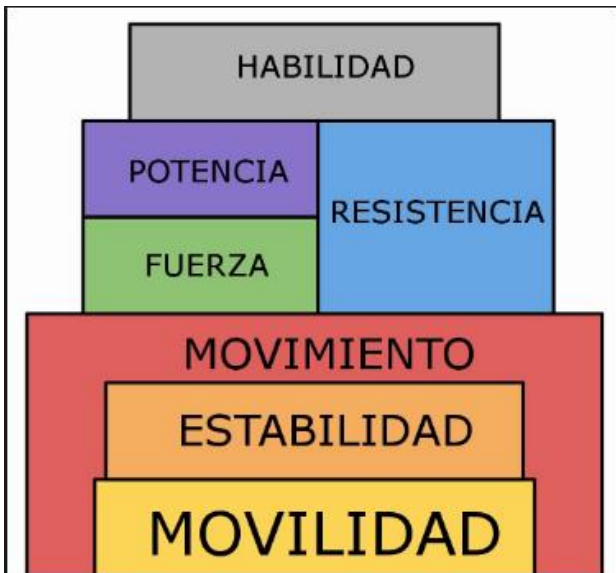 HABILIDAD
POTENCIA
RESISTENCIA
FUERZA
MOVIMIENTO
ESTABILIDAD
MOVILIDAD